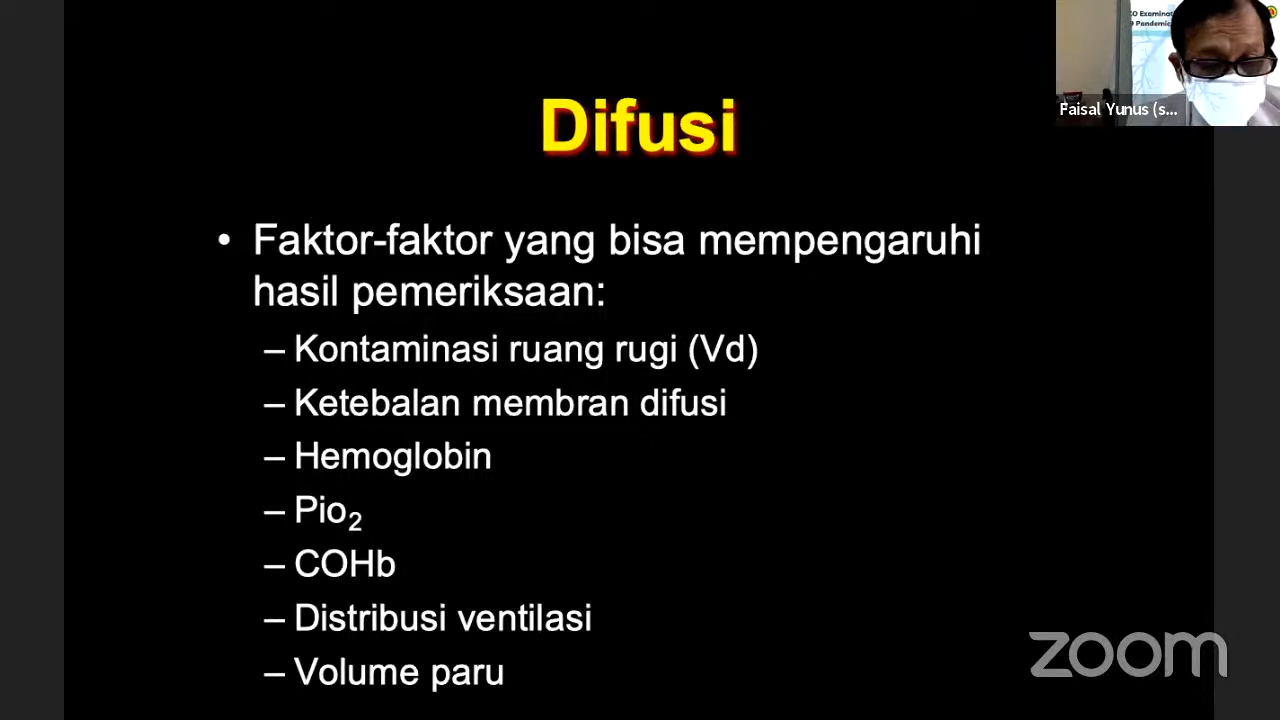 Difusi
• Faktor-faktor yang bisa mempengaruhi
hasil pemeriksaan:
– Kontaminasi ruang rugi (Vd)
– Ketebalan membran difusi
– Hemoglobin
– Pio₂
– COHb
– Distribusi ventilasi
– Volume paru
Faisal Yunus (s...
zoom